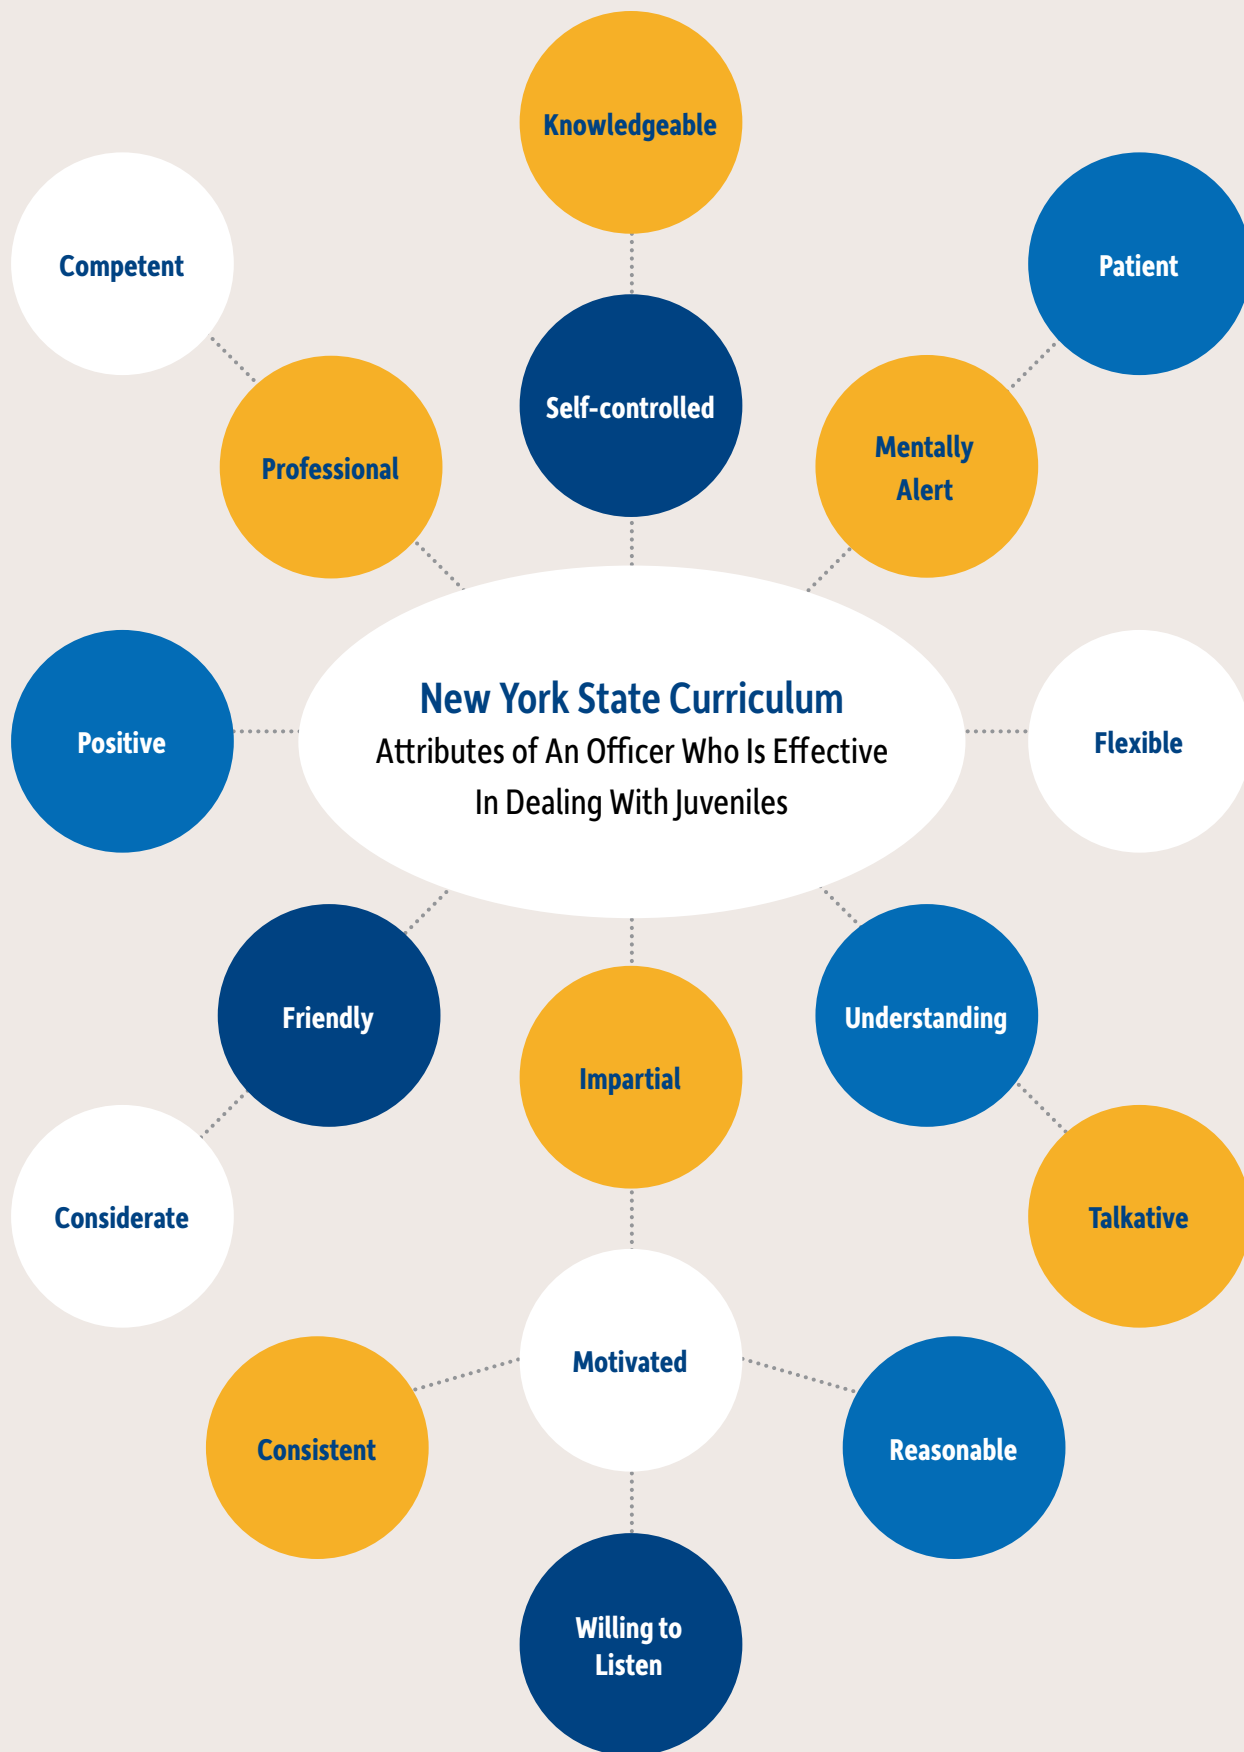 Knowledgeable
Competent
Patient
Self-controlled
Mentally
Alert
Professional
New York State Curriculum
Attributes of An Officer Who Is Effective
In Dealing With Juveniles
Positive
Flexible
Friendly
Understanding
Impartial
Considerate
Talkative
Motivated
Consistent
Reasonable
Willing to
Listen